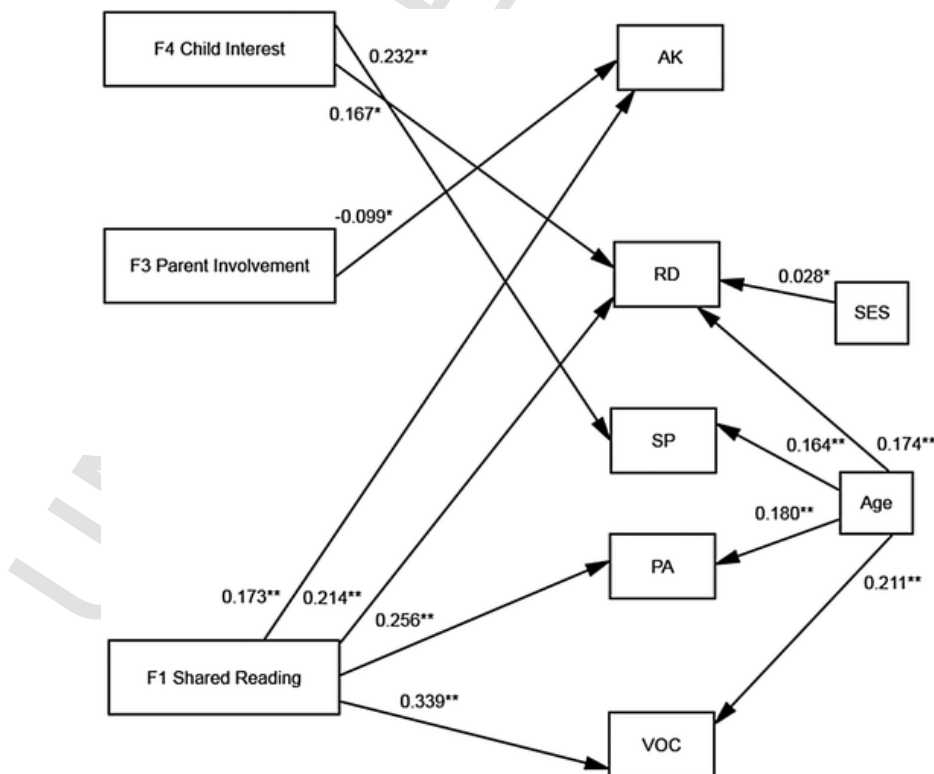 F4 Child Interest
0.232**
AK
0.167*
-0.099*
F3 Parent Involvement
RD
0.028*
SES
SP
0.164**
0.174**
Age
0.180**
PA
0.211**
0.173**
0.214**
0.256**
F1 Shared Reading
0.339**
VOC